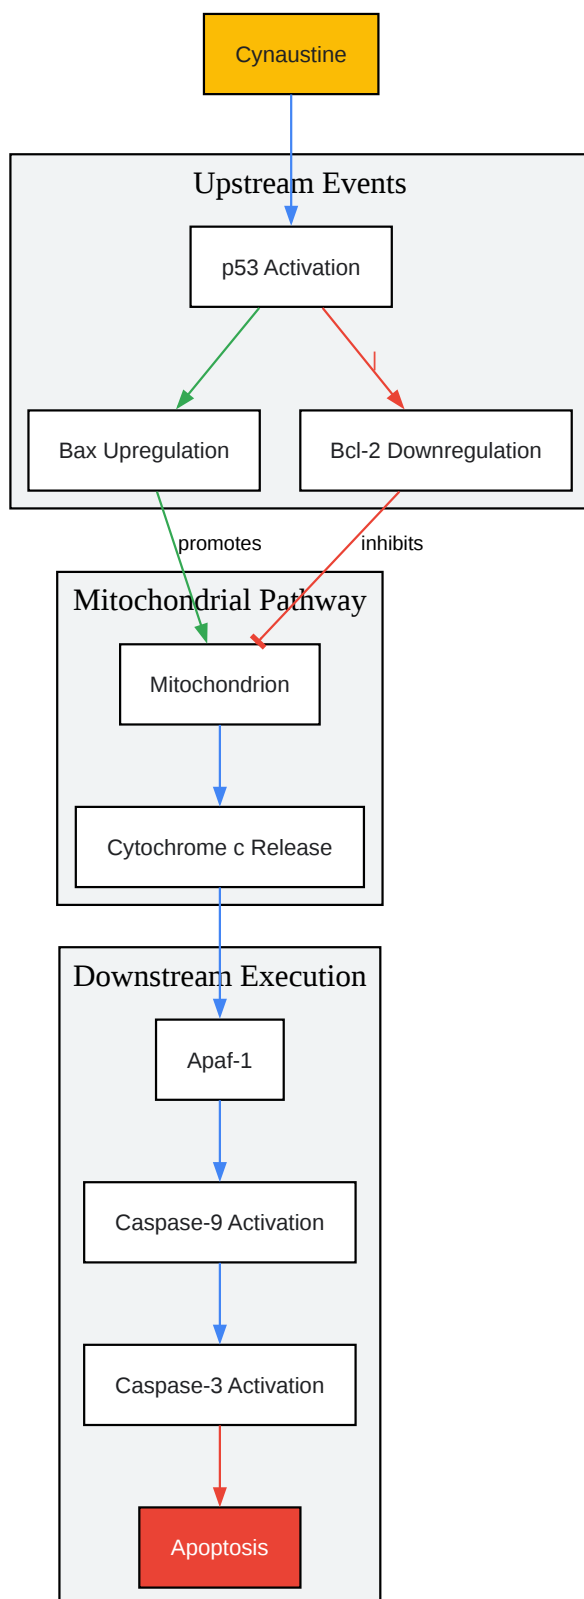 Cynaustine
Upstream Events
p53 Activation
Bax Upregulation
Bcl-2 Downregulation
promotes
inhibits
Mitochondrial Pathway
Mitochondrion
Cytochrome c Release
Downstream Execution
Apaf-1
Caspase-9 Activation
Caspase-3 Activation
Apoptosis